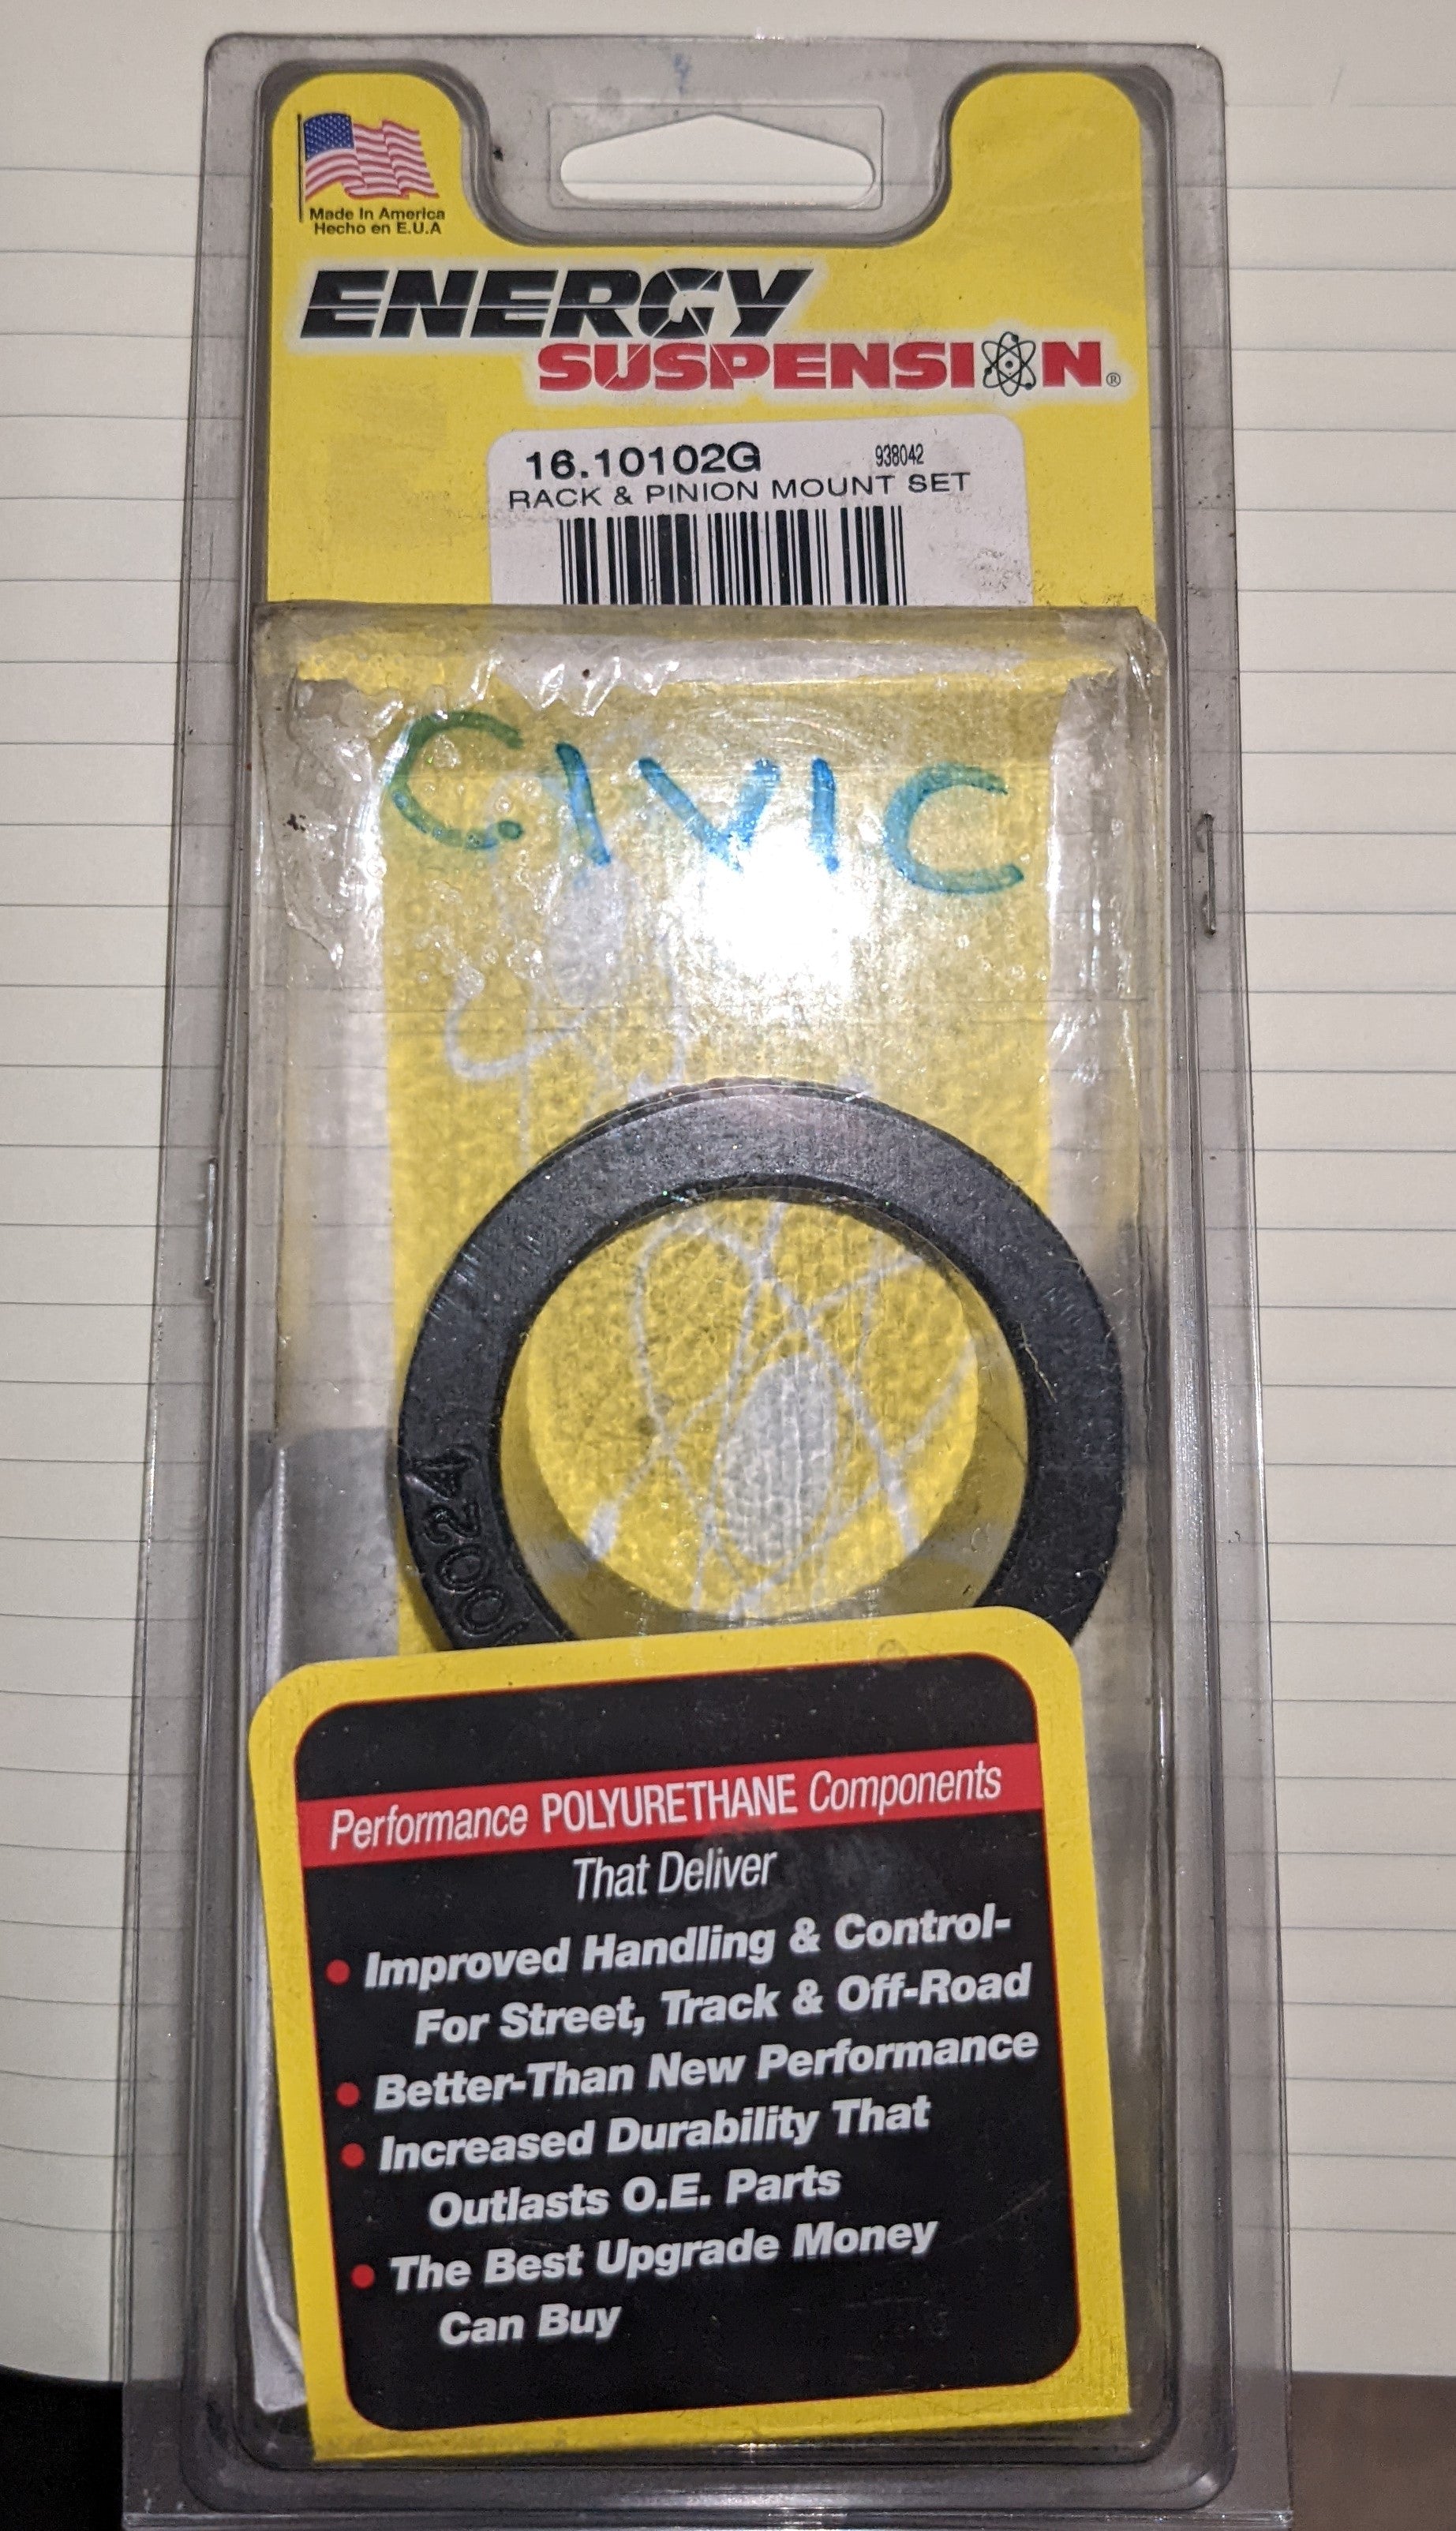 Made In America
Hecho en E.U.A
ENERGY
SUSPENSION®
16.10102G 938042
RACK & PINION MOUNT SET
CIVIC
10024
Performance POLYURETHANE Components
That Deliver
• Improved Handling & Control-
For Street, Track & Off-Road
• Better-Than New Performance
• Increased Durability That
Outlasts O.E. Parts
• The Best Upgrade Money
Can Buy